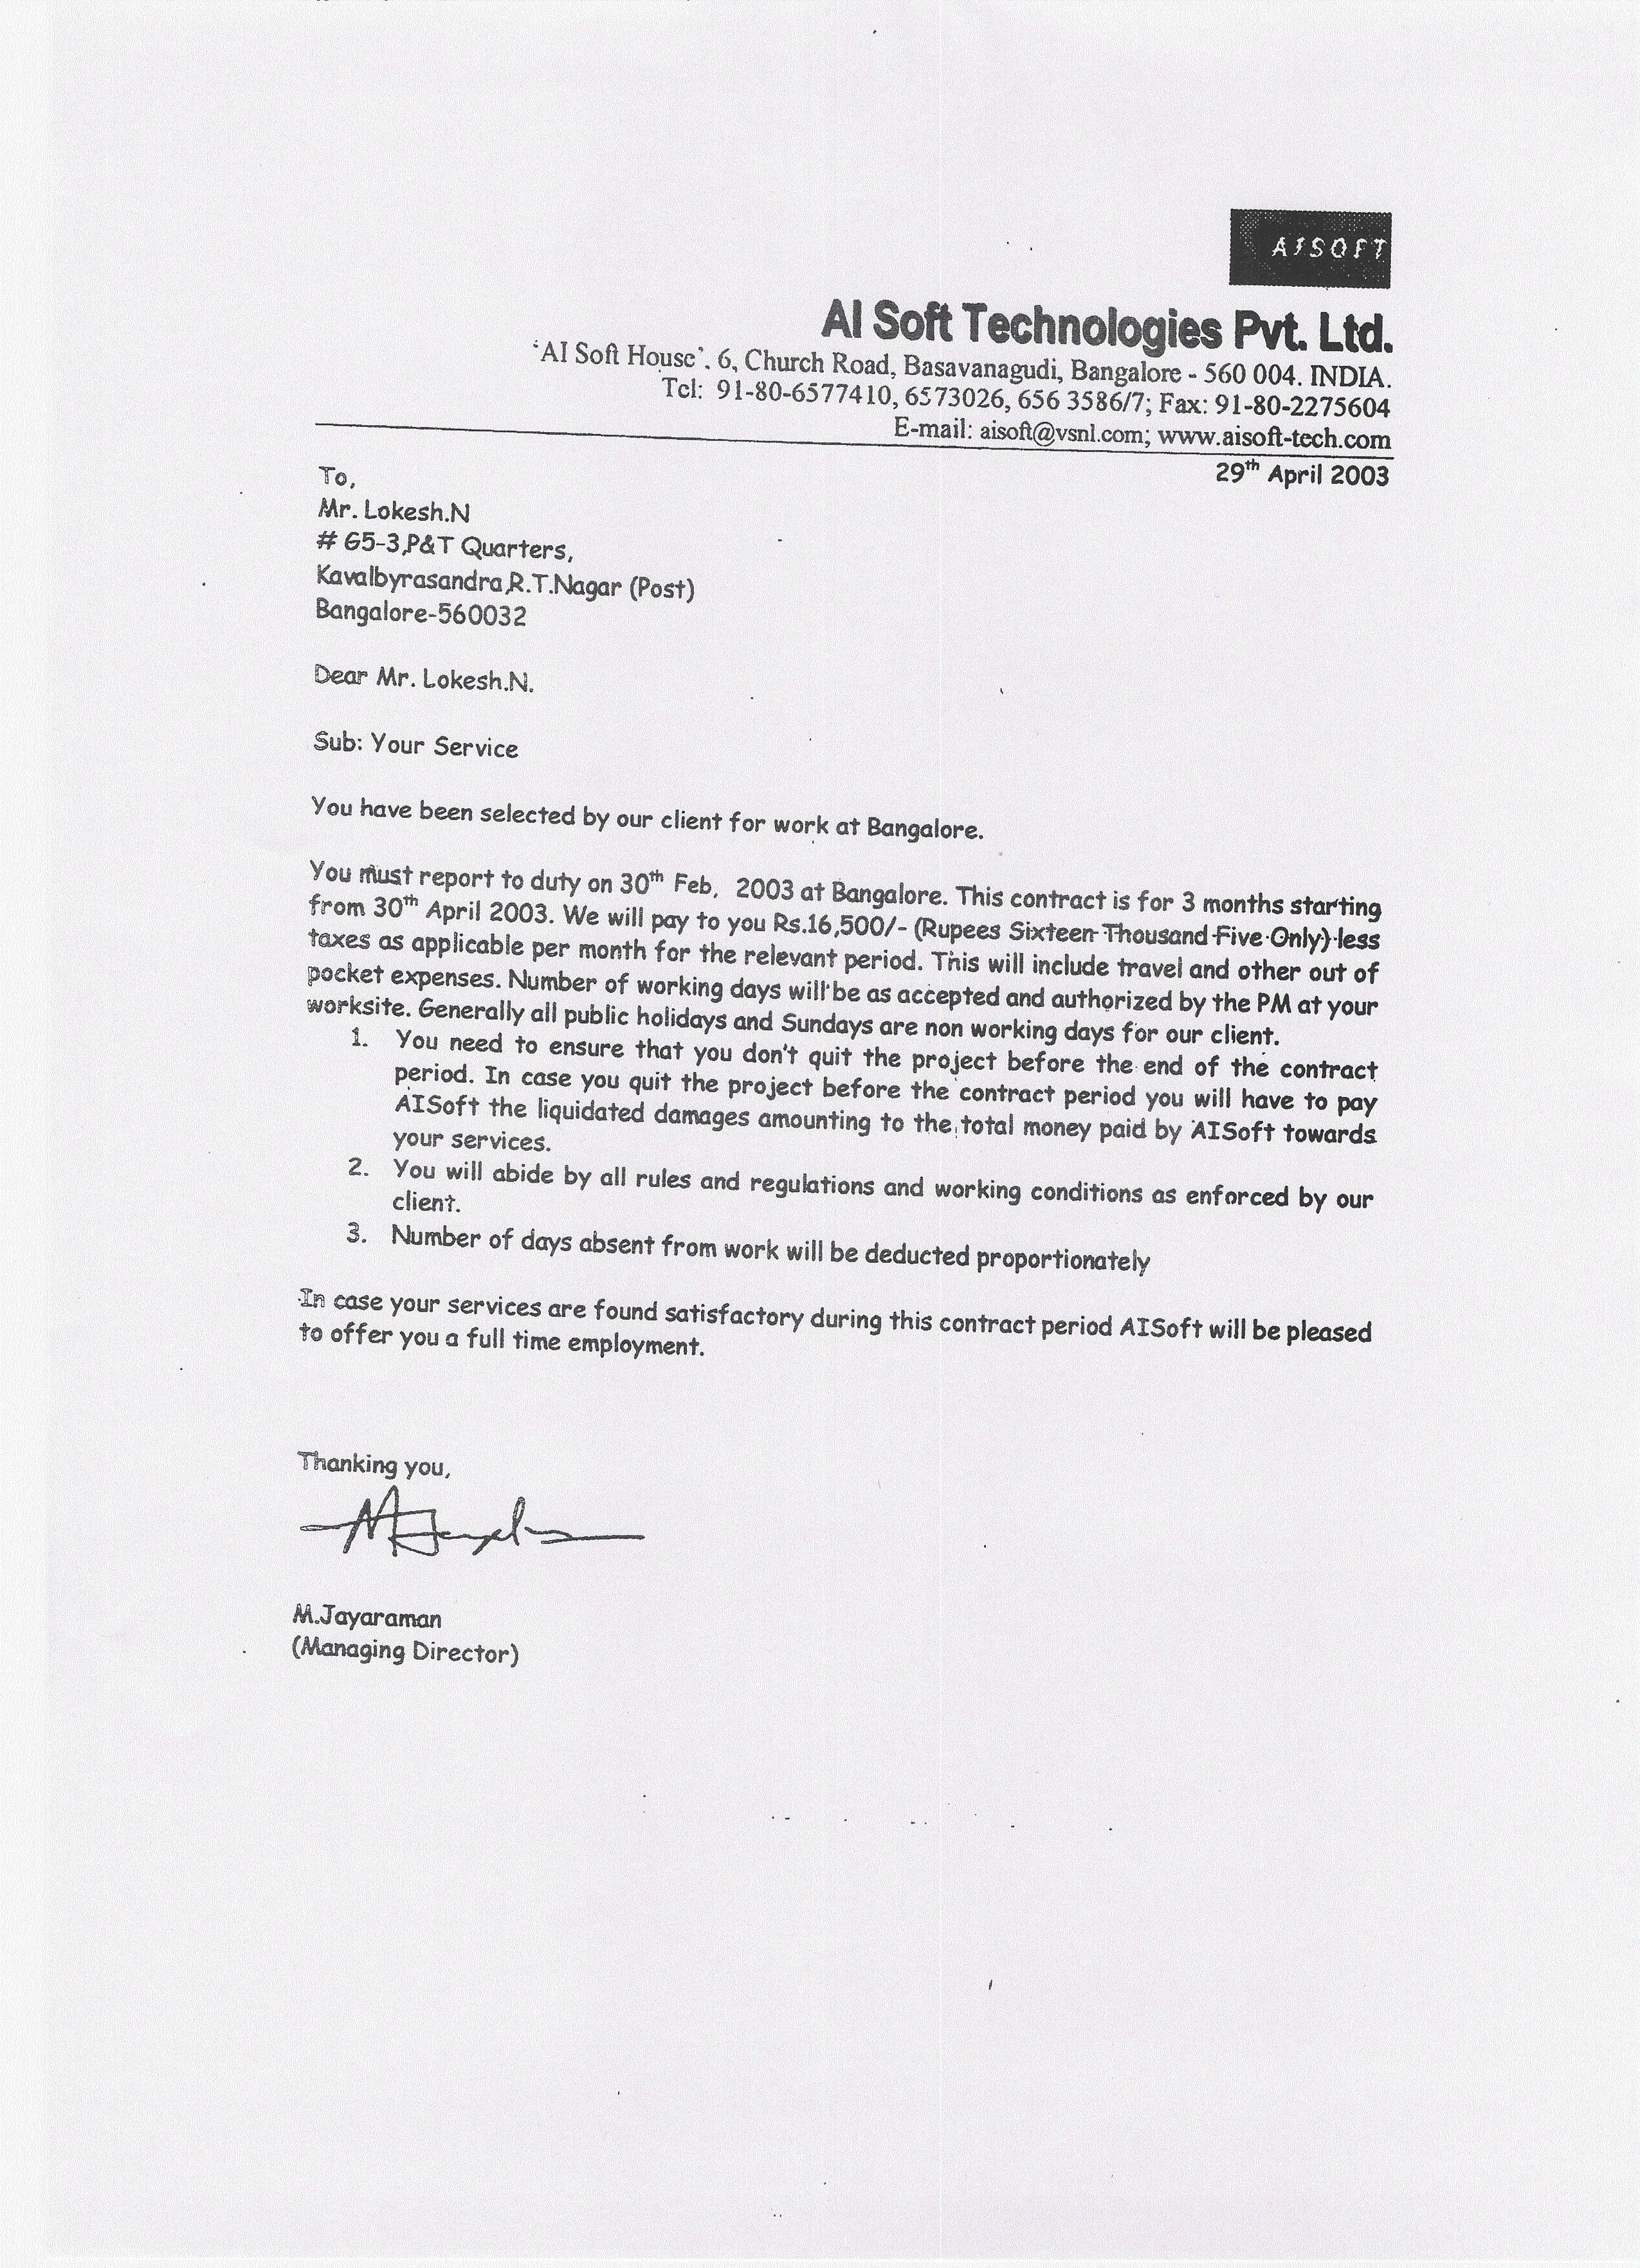 AISOFT
AI Soft Technologies Pvt. Ltd.
'AI Soft House'. 6, Church Road, Basavanagudi, Bangalore - 560 004. INDIA.
Tel: 91-80-6577410, 6573026, 656 3586/7; Fax: 91-80-2275604
E-mail: aisoft@vsnl.com; www.aisoft-tech.com
29th April 2003
To,
Mr. Lokesh.N
# G5-3,P&T Quarters,
Kavalbyrasandra,R.T.Nagar (Post)
Bangalore-560032
Dear Mr. Lokesh.N.
Sub: Your Service
You have been selected by our client for work at Bangalore.
You must report to duty on 30th Feb, 2003 at Bangalore. This contract is for 3 months starting
from 30th April 2003. We will pay to you Rs.16,500/- (Rupees Sixteen Thousand Five Only) less
taxes as applicable per month for the relevant period. This will include travel and other out of
pocket expenses. Number of working days will be as accepted and authorized by the PM at your
worksite. Generally all public holidays and Sundays are non working days for our client.
1. You need to ensure that you don't quit the project before the end of the contract
period. In case you quit the project before the contract period you will have to pay
AISoft the liquidated damages amounting to the total money paid by AISoft towards
your services.
2. You will abide by all rules and regulations and working conditions as enforced by our
client.
3. Number of days absent from work will be deducted proportionately
In case your services are found satisfactory during this contract period AISoft will be pleased
to offer you a full time employment.
Thanking you,
M.Jayaraman
(Managing Director)